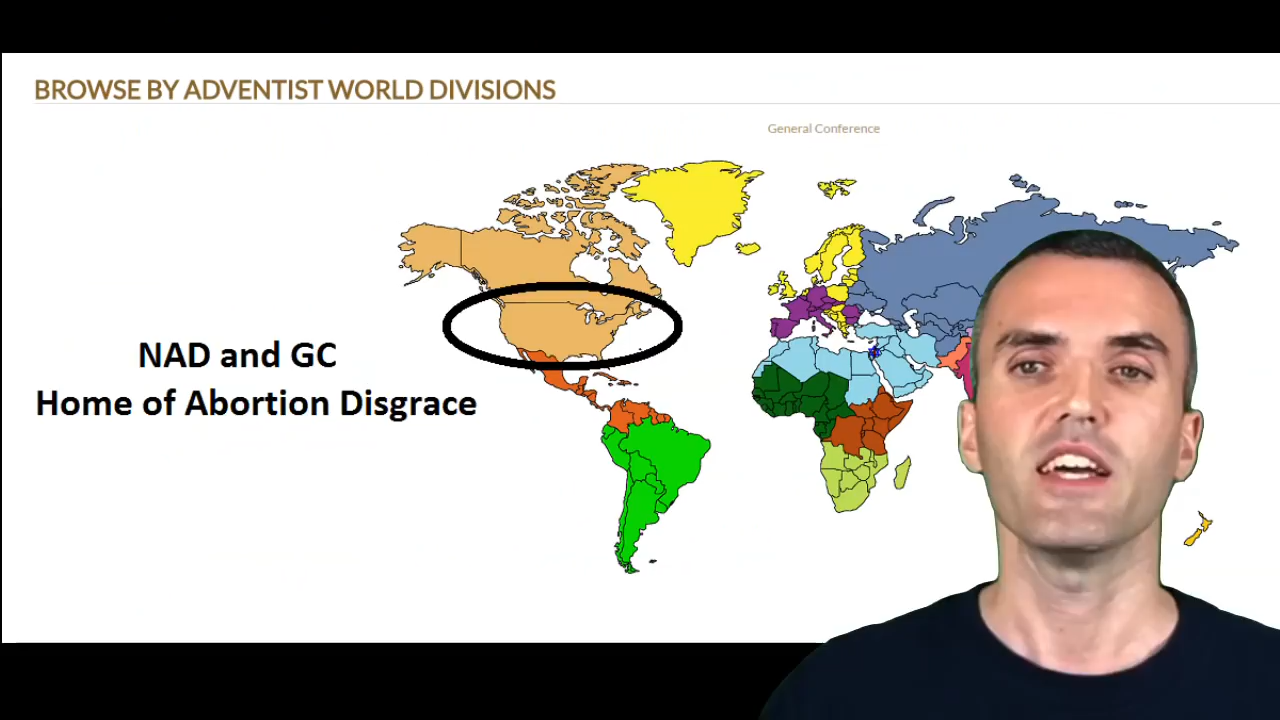 BROWSE BY ADVENTIST WORLD DIVISIONS
General Conference
NAD and GC
Home of Abortion Disgrace